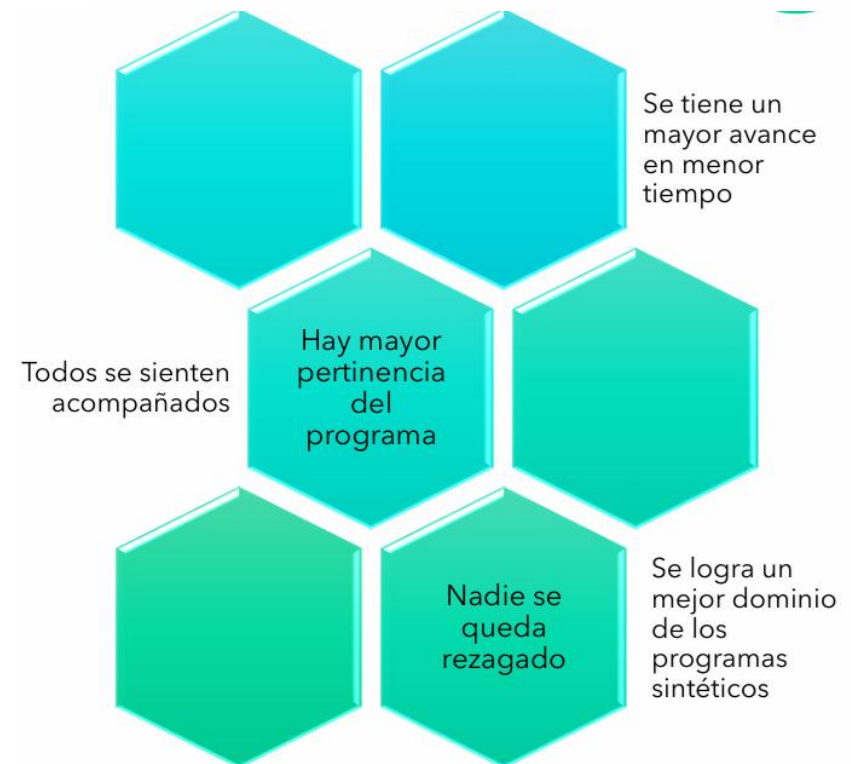 Se tiene un
mayor avance
en menor
tiempo
Todos se sienten
acompañados
Hay mayor
pertinencia
del
programa
Nadie se
queda
rezagado
Se logra un
mejor dominio
de los
programas
sintéticos